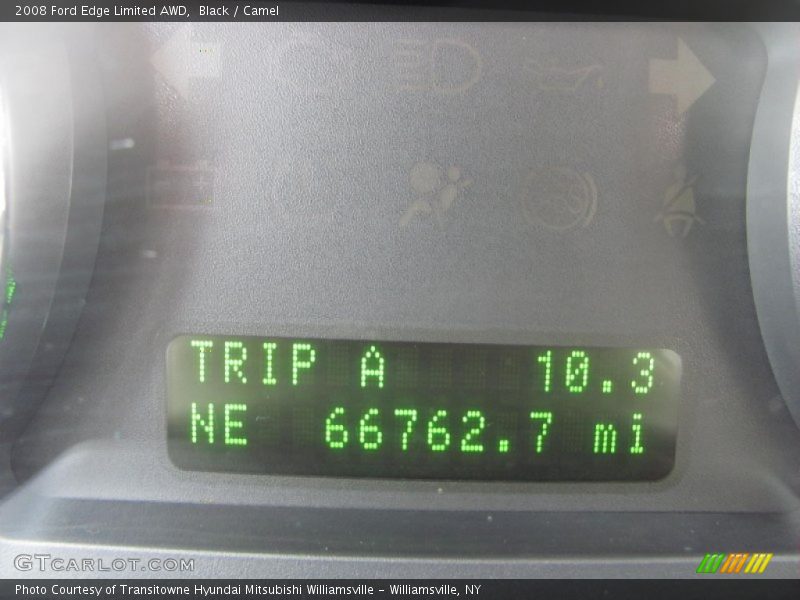 2008 Ford Edge Limited AWD, Black / Camel
TRIP A 10.3
NE 66762.7 mi
GTCARLOT.COM
Photo Courtesy of Transitowne Hyundai Mitsubishi Williamsville - Williamsville, NY